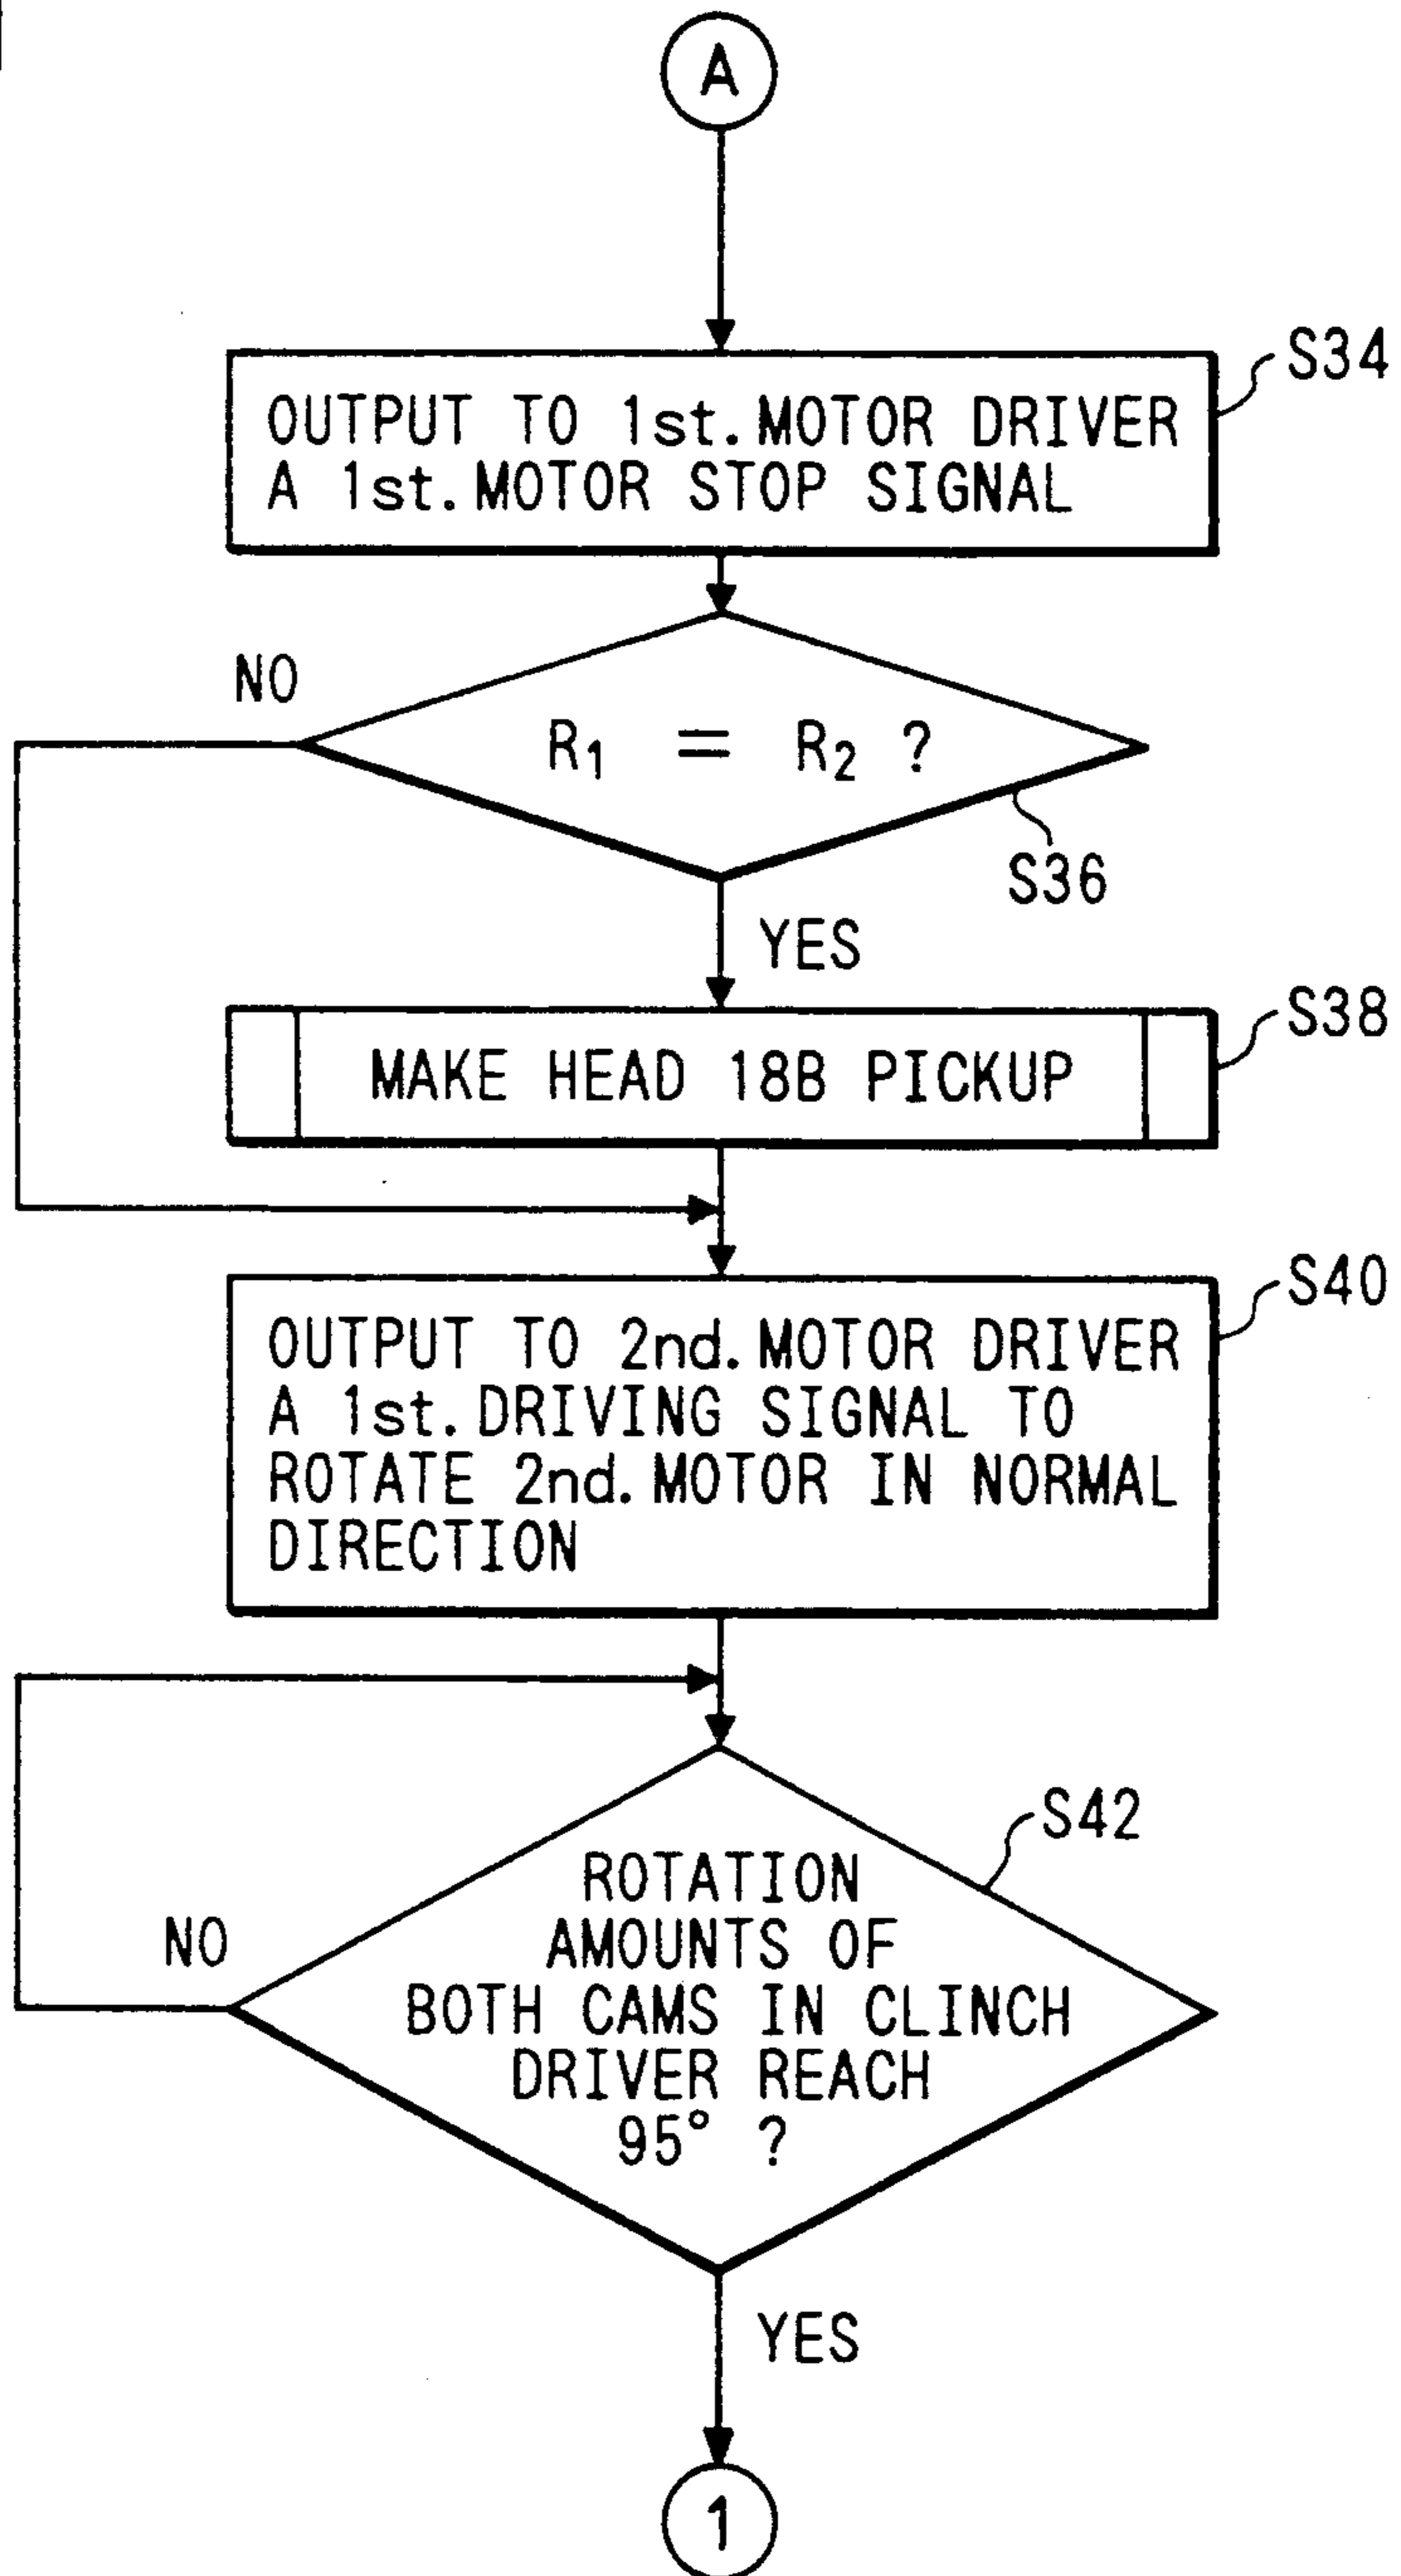 A
S34
OUTPUT TO 1st. MOTOR DRIVER
A 1st. MOTOR STOP SIGNAL
NO
R₁ = R₂ ?
S36
YES
S38
MAKE HEAD 18B PICKUP
S40
OUTPUT TO 2nd. MOTOR DRIVER
A 1st. DRIVING SIGNAL TO
ROTATE 2nd. MOTOR IN NORMAL
DIRECTION
S42
ROTATION
NO
AMOUNTS OF
BOTH CAMS IN CLINCH
DRIVER REACH
95° ?
YES
1